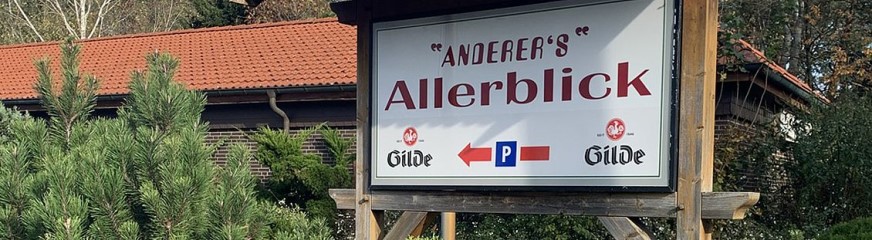 "ANDERER'S"
Allerblick
Gilde P Gilde